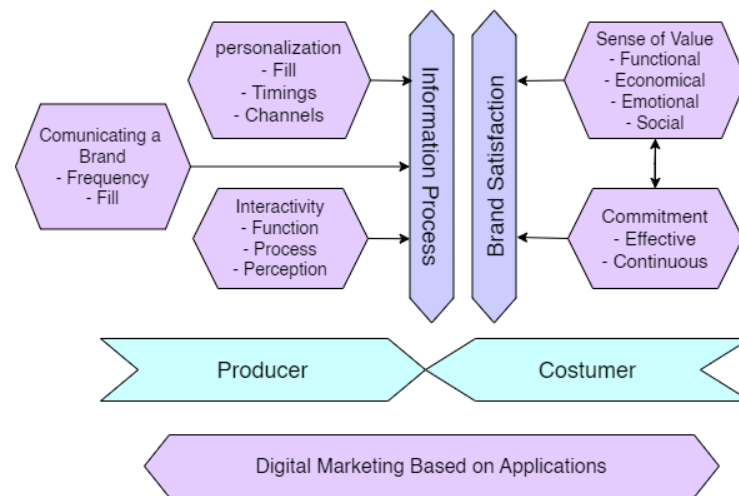 personalization
- Fill
- Timings
- Channels
Comunicating a
Brand
- Frequency
- Fill
Interactivity
- Function
- Process
- Perception
Information Process
Brand Satisfaction
Sense of Value
- Functional
- Economical
- Emotional
- Social
Commitment
- Effective
- Continuous
Producer
Costumer
Digital Marketing Based on Applications